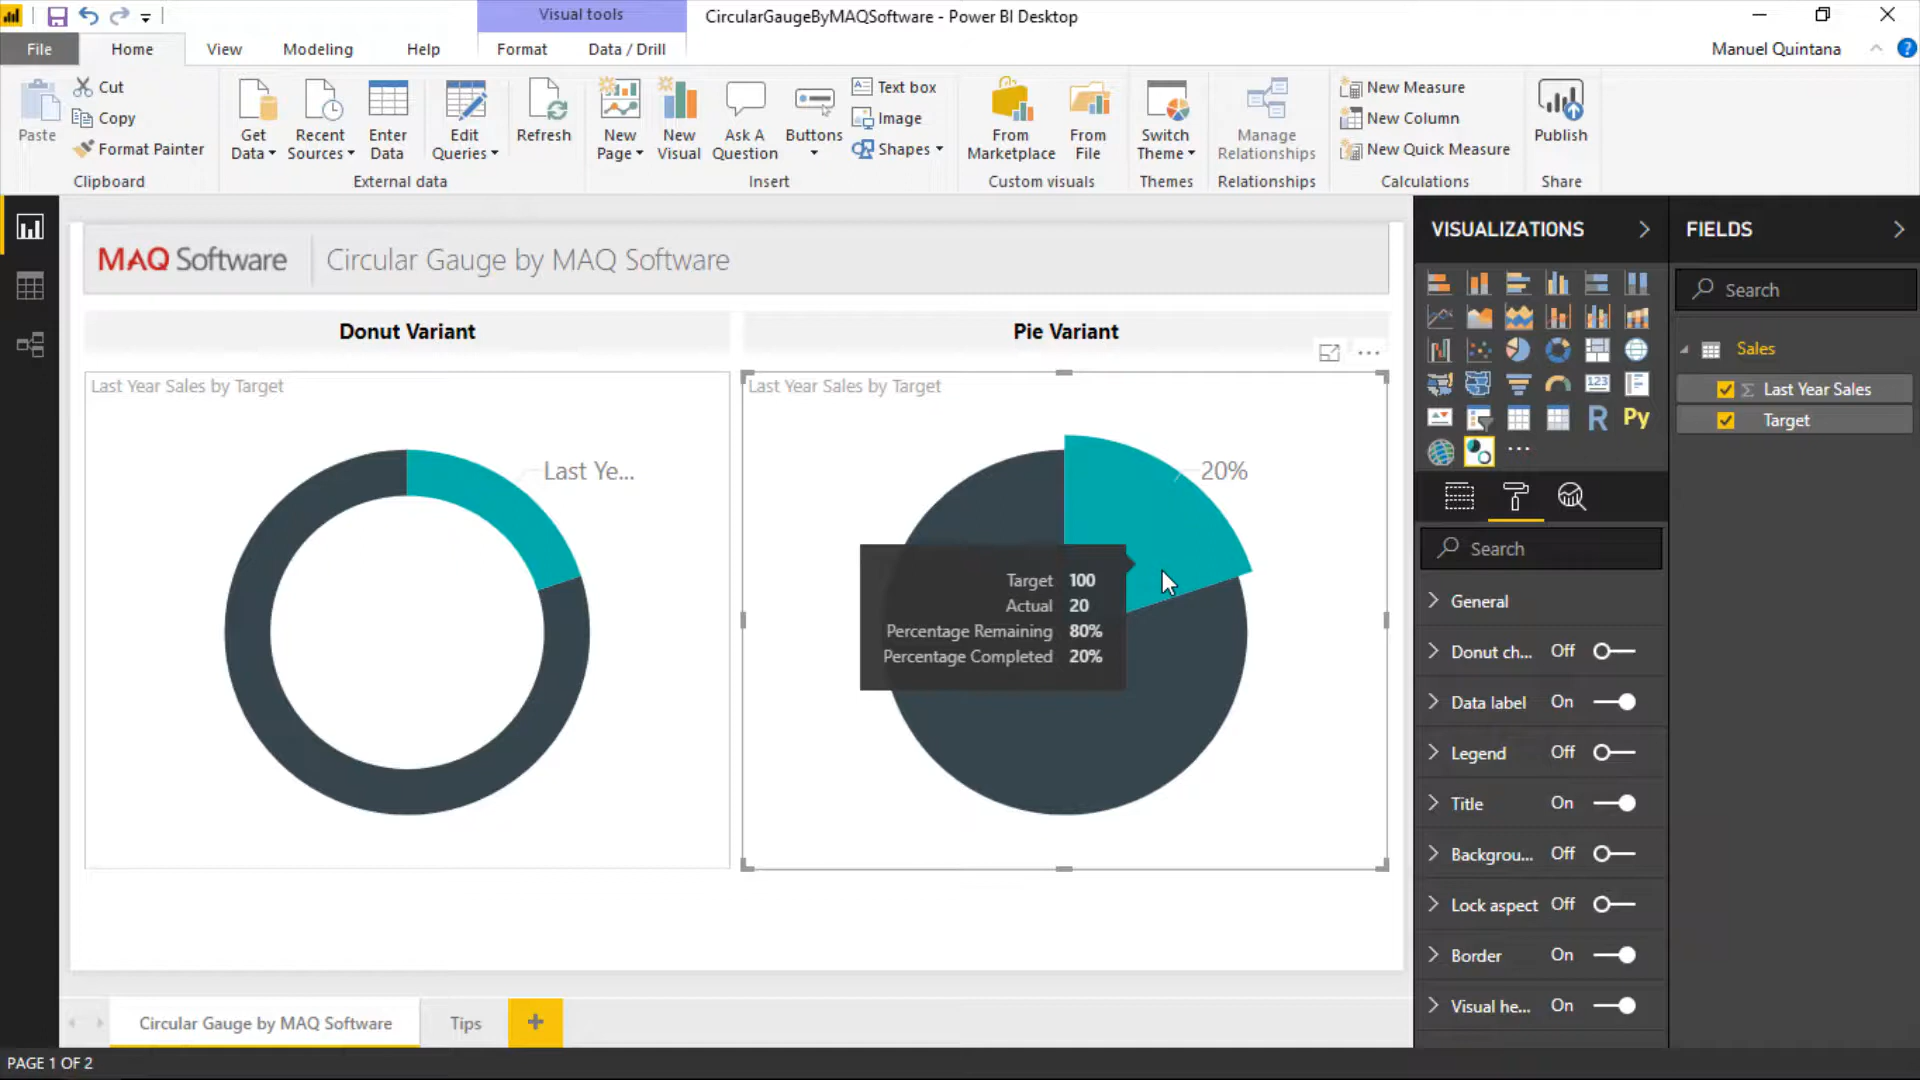 Visual tools
CircularGaugeByMAQSoftware - Power BI Desktop
File
Home
View
Modeling
Help
Format
Data / Drill
Manuel Quintana
Paste
Cut
Copy
Format Painter
Clipboard
Get Data
Recent Sources
Enter Data
Edit Queries
Refresh
External data
New Page
New Visual
Ask A Question
Buttons
Text box
Image
Shapes
Insert
From Marketplace
From File
Custom visuals
Switch Theme
Themes
Manage Relationships
Relationships
New Measure
New Column
New Quick Measure
Calculations
Publish
Share
MAQ Software
Circular Gauge by MAQ Software
Donut Variant
Pie Variant
Last Year Sales by Target
Last Ye...
Last Year Sales by Target
20%
Target 100
Actual 20
Percentage Remaining 80%
Percentage Completed 20%
VISUALIZATIONS
123
R
Py
Search
General
Donut ch... Off
Data label On
Legend Off
Title On
Backgrou... Off
Lock aspect Off
Border On
Visual he... On
FIELDS
Search
Sales
Last Year Sales
Target
Circular Gauge by MAQ Software
Tips
PAGE 1 OF 2